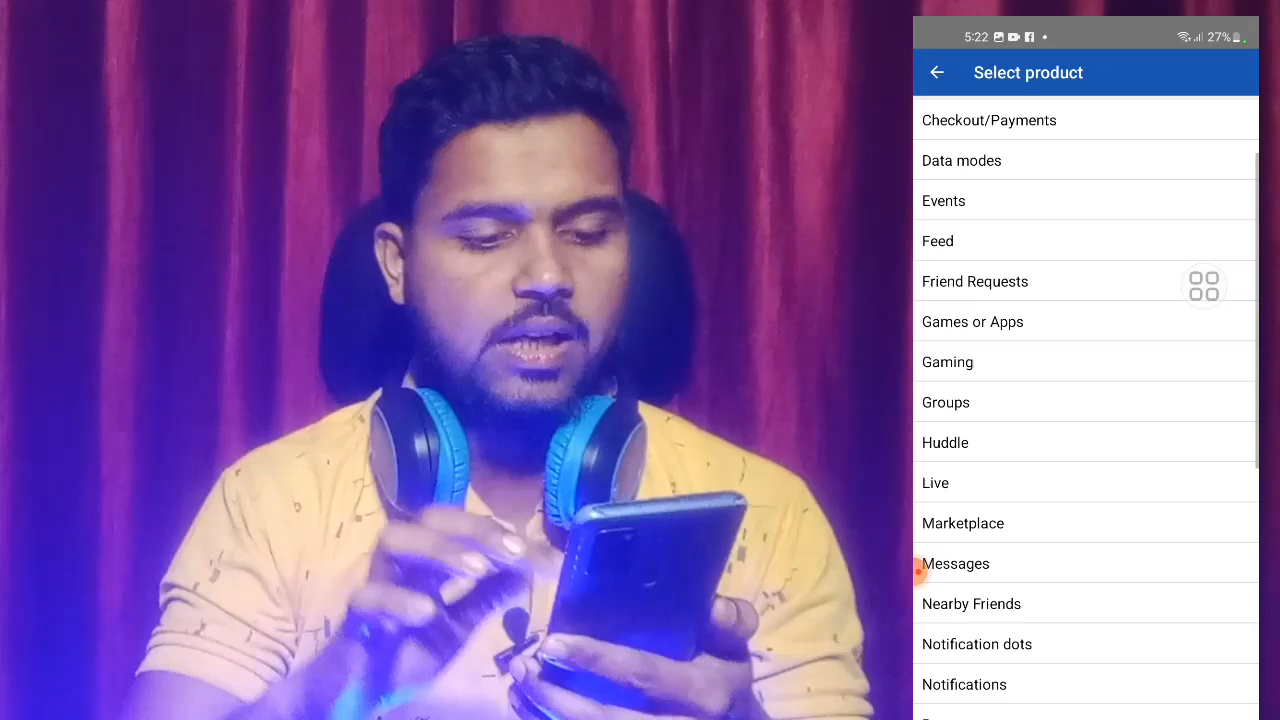 5:22
27%
Select product
Checkout/Payments
Data modes
Events
Feed
Friend Requests
Games or Apps
Gaming
Groups
Huddle
Live
Marketplace
Messages
Nearby Friends
Notification dots
Notifications